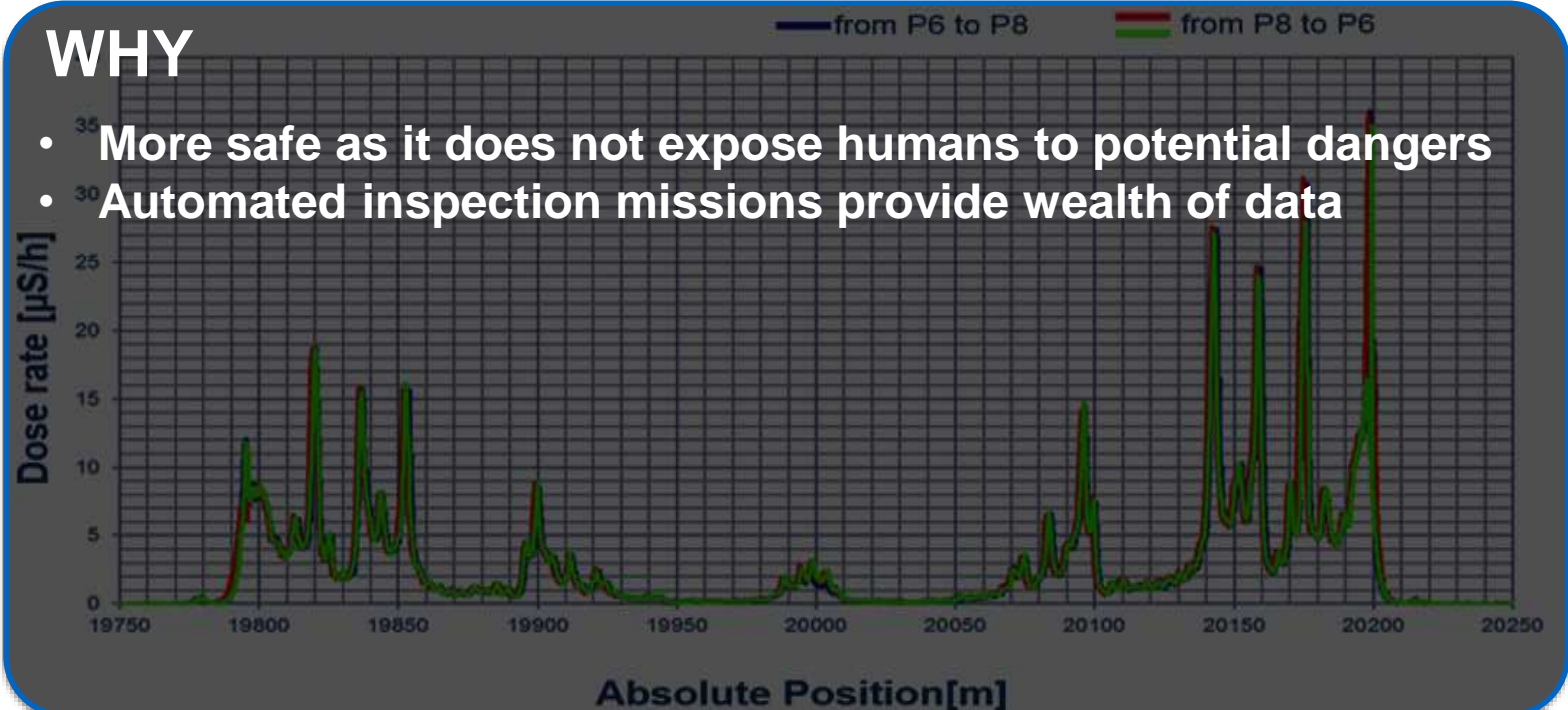 from P6 to P8 from P8 to P6
WHY
• More safe as it does not expose humans to potential dangers
• Automated inspection missions provide wealth of data
35
30
25
20
15
10
5
0
Dose rate [µS/h]
19750 19800 19850 19900 19950 20000 20050 20100 20150 20200 20250
Absolute Position[m]